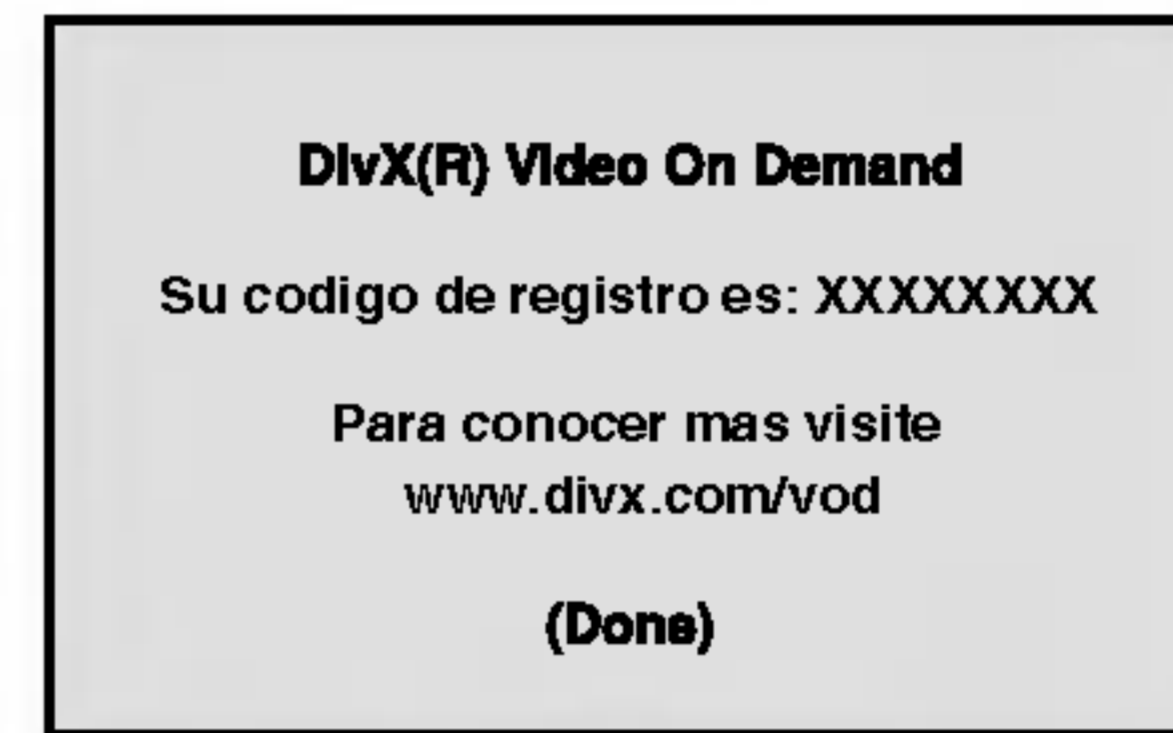 DivX(R) Video On Demand
Su codigo de registro es: XXXXXXXX
Para conocer mas visite
www.divx.com/vod
(Done)